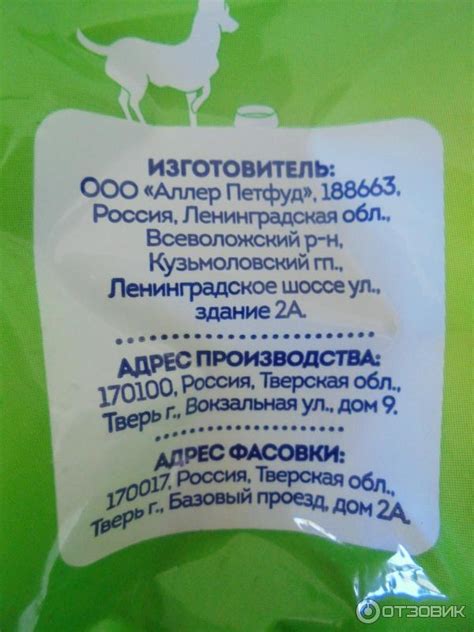 ИЗГОТОВИТЕЛЬ:
ООО «Аллер Петфуд», 188663,
Россия, Ленинградская обл.,
Всеволожский р-н,
Кузьмоловский гп.,
Ленинградское шоссе ул.,
здание 2А.
АДРЕС ПРОИЗВОДСТВА:
170100, Россия, Тверская обл.,
Тверь г., Вокзальная ул., дом 9.
АДРЕС ФАСОВКИ:
170017, Россия, Тверская обл.,
Тверь г., Базовый проезд, дом 2А.
ОТЗОВИК